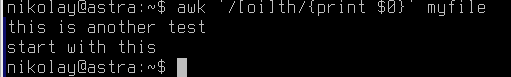 nikolay@astra:~$ awk '/[oi]th/{print $0}' myfile
this is another test
start with this
nikolay@astra:~$